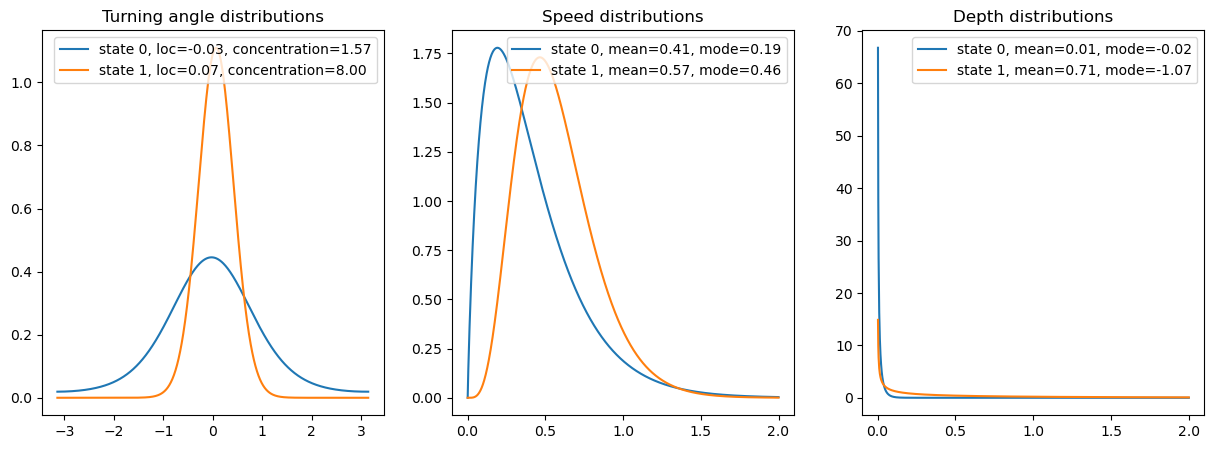 Turning angle distributions
state 0, loc=-0.03, concentration=1.57
state 1, loc=0.07, concentration=8.00
1.0
0.8
0.6
0.4
0.2
0.0
−3 −2 −1 0 1 2 3
Speed distributions
state 0, mean=0.41, mode=0.19
state 1, mean=0.57, mode=0.46
1.75
1.50
1.25
1.00
0.75
0.50
0.25
0.00
0.0 0.5 1.0 1.5 2.0
Depth distributions
state 0, mean=0.01, mode=-0.02
state 1, mean=0.71, mode=-1.07
70
60
50
40
30
20
10
0
0.0 0.5 1.0 1.5 2.0